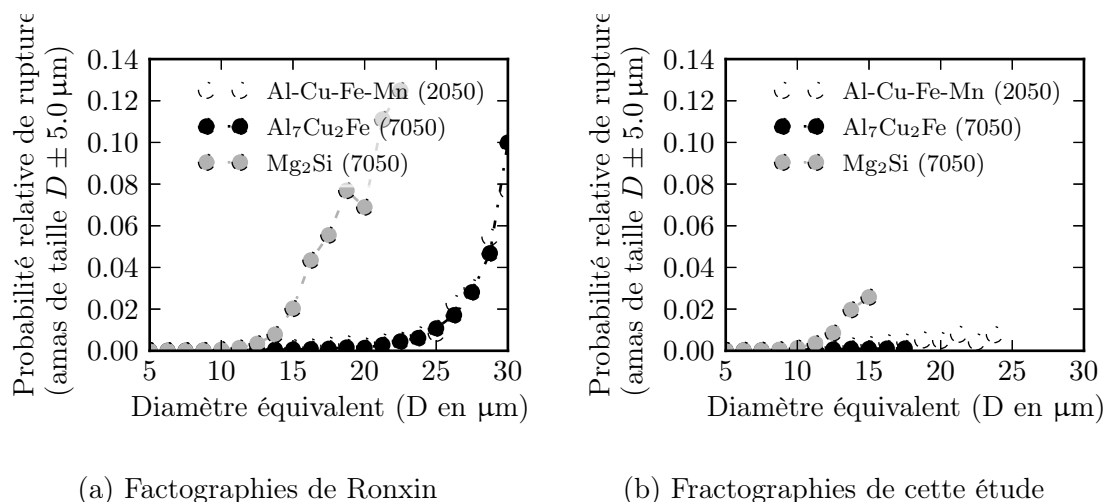 Probabilité relative de rupture
(amas de taille D ± 5.0 µm)
0.14
0.12
0.10
0.08
0.06
0.04
0.02
0.00
5 10 15 20 25 30
Diamètre équivalent (D en µm)
Al-Cu-Fe-Mn (2050)
Al₇Cu₂Fe (7050)
Mg₂Si (7050)
(a) Factographies de Ronxin
Probabilité relative de rupture
(amas de taille D ± 5.0 µm)
0.14
0.12
0.10
0.08
0.06
0.04
0.02
0.00
5 10 15 20 25 30
Diamètre équivalent (D en µm)
Al-Cu-Fe-Mn (2050)
Al₇Cu₂Fe (7050)
Mg₂Si (7050)
(b) Fractographies de cette étude